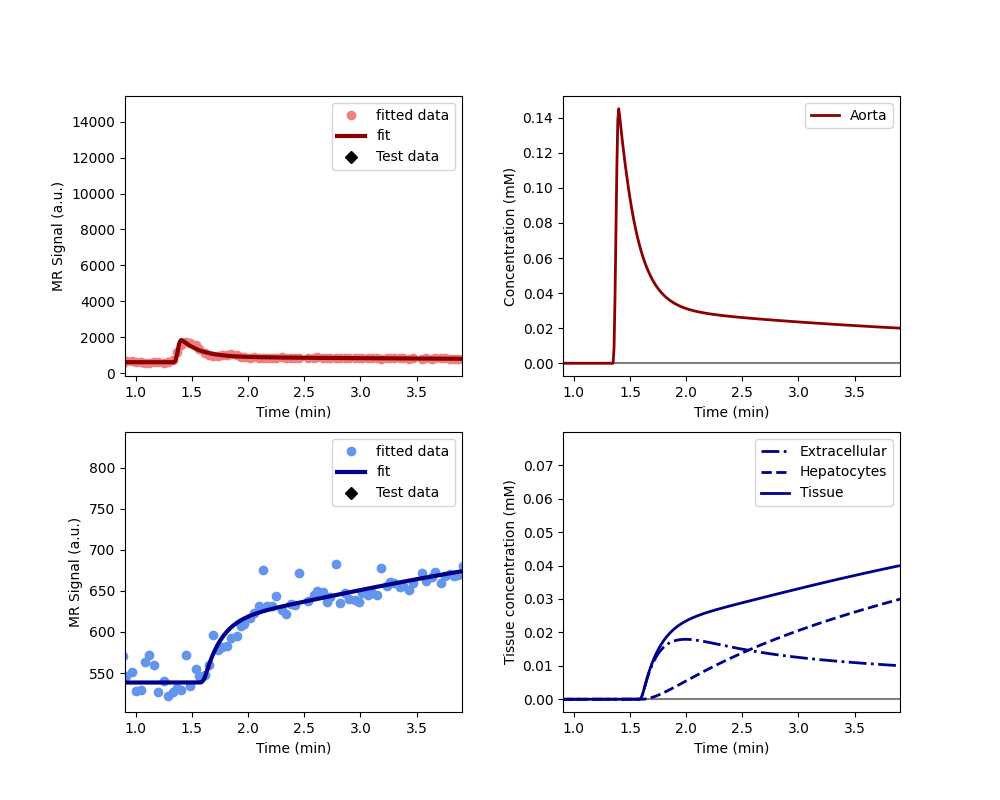 14000
12000
10000
8000
6000
4000
2000
0
MR Signal (a.u.)
fitted data
fit
Test data
1.0 1.5 2.0 2.5 3.0 3.5
Time (min)
0.14
0.12
0.10
0.08
0.06
0.04
0.02
0.00
Concentration (mM)
Aorta
1.0 1.5 2.0 2.5 3.0 3.5
Time (min)
800
750
700
650
600
550
MR Signal (a.u.)
fitted data
fit
Test data
1.0 1.5 2.0 2.5 3.0 3.5
Time (min)
0.07
0.06
0.05
0.04
0.03
0.02
0.01
0.00
Tissue concentration (mM)
Extracellular
Hepatocytes
Tissue
1.0 1.5 2.0 2.5 3.0 3.5
Time (min)